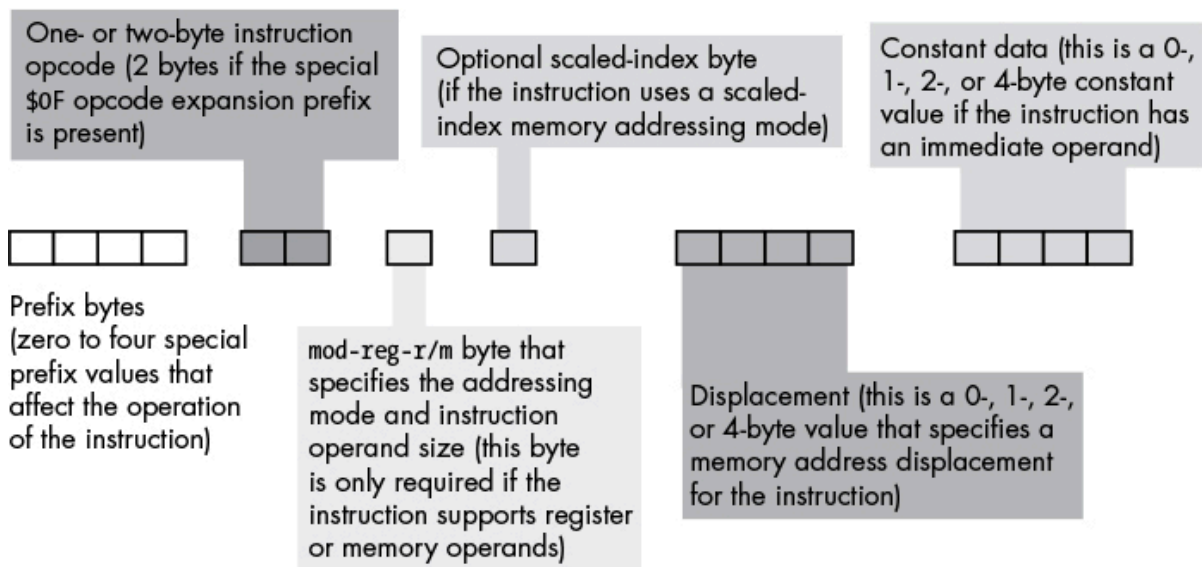 One- or two-byte instruction
opcode (2 bytes if the special
$0F opcode expansion prefix
is present)
Optional scaled-index byte
(if the instruction uses a scaled-
index memory addressing mode)
Constant data (this is a 0-,
1-, 2-, or 4-byte constant
value if the instruction has
an immediate operand)
Prefix bytes
(zero to four special
prefix values that
affect the operation
of the instruction)
mod-reg-r/m byte that
specifies the addressing
mode and instruction
operand size (this byte
is only required if the
instruction supports register
or memory operands)
Displacement (this is a 0-, 1-, 2-,
or 4-byte value that specifies a
memory address displacement
for the instruction)